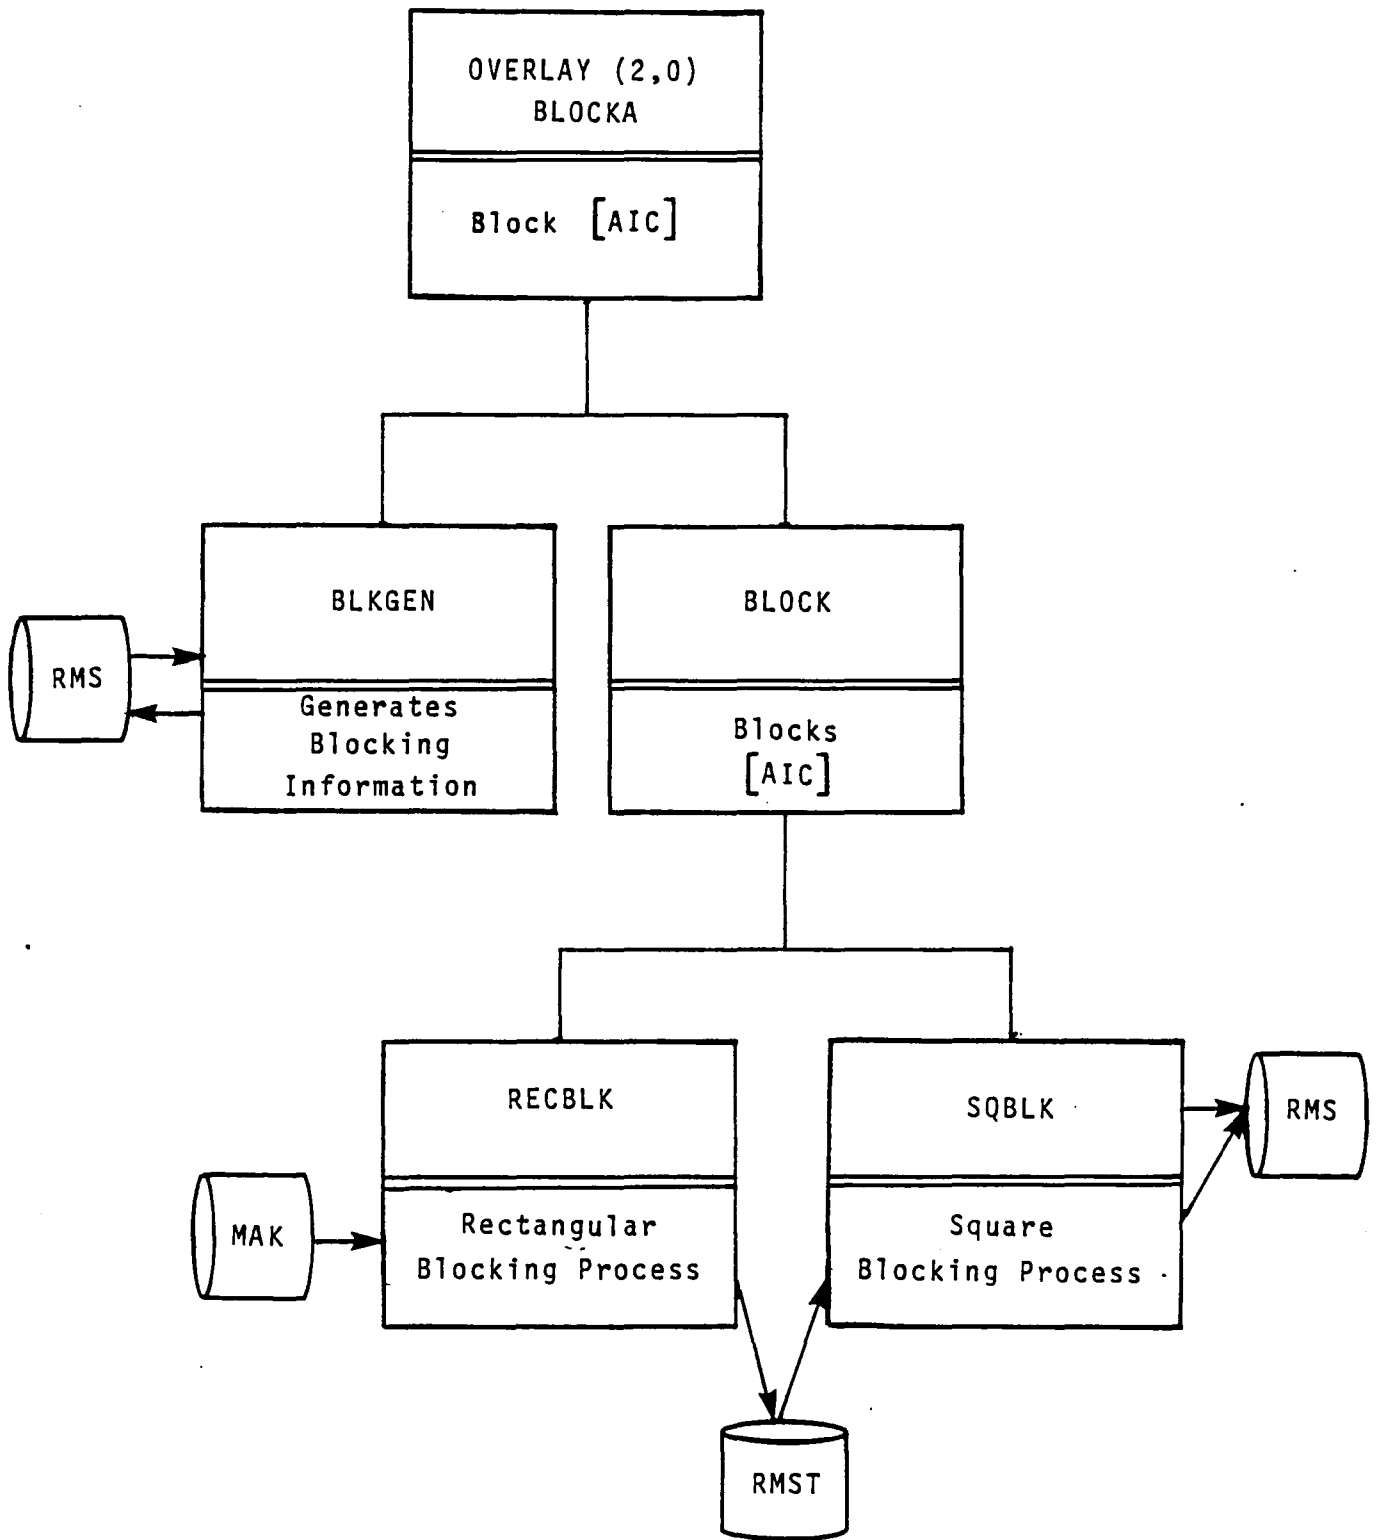 OVERLAY (2,0)
BLOCKA
Block [AIC]
BLKGEN
BLOCK
RMS
Generates
Blocking
Information
Blocks
[AIC]
RECBLK
SQBLK
RMS
MAK
Rectangular
Blocking Process
Square
Blocking Process
RMST